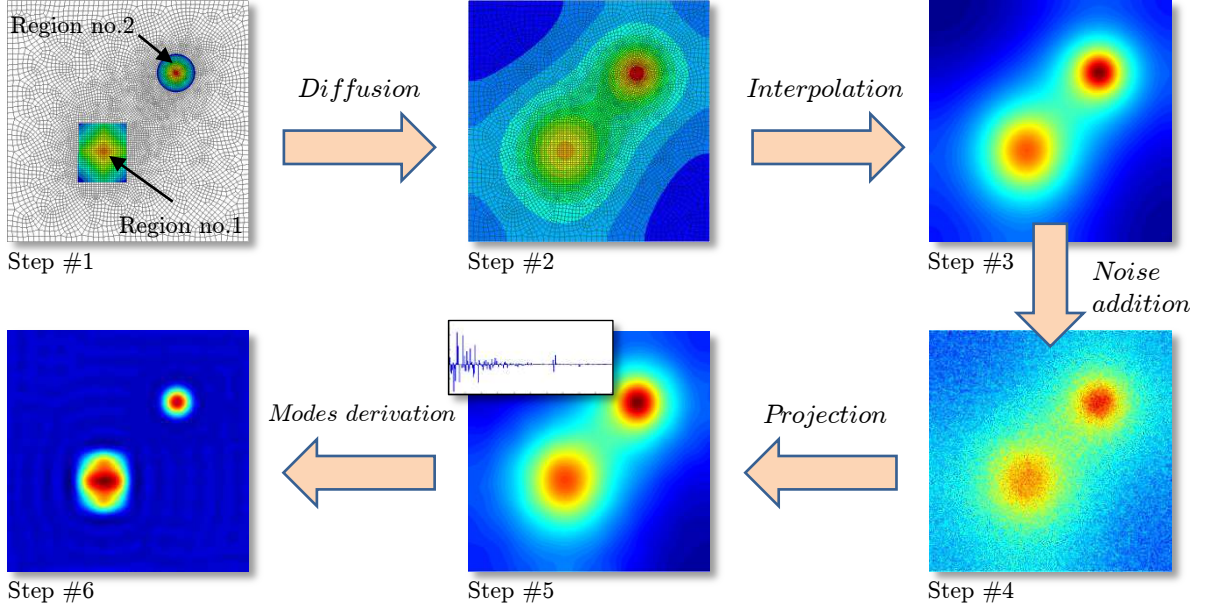 Region no.2
Region no.1
Step #1
Diffusion
Step #2
Interpolation
Step #3
Noise
addition
Step #4
Projection
Step #5
Modes derivation
Step #6